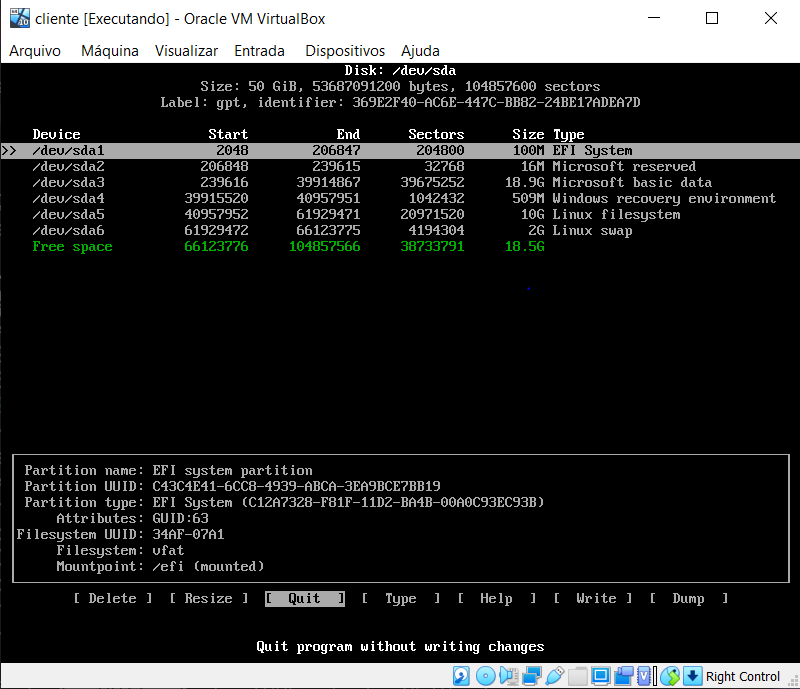 cliente [Executando] - Oracle VM VirtualBox
Arquivo Máquina Visualizar Entrada Dispositivos Ajuda
Disk: /dev/sda
Size: 50 GiB, 53687091200 bytes, 104857600 sectors
Label: gpt, identifier: 369E2F40-AC6E-447C-BB82-24BE17ADEA7D
Device Start End Sectors Size Type
>> /dev/sda1 2048 206847 204800 100M EFI System
/dev/sda2 206848 239615 32768 16M Microsoft reserved
/dev/sda3 239616 39914867 39675252 18.9G Microsoft basic data
/dev/sda4 39915520 40957951 1042432 509M Windows recovery environment
/dev/sda5 40957952 61929471 20971520 10G Linux filesystem
/dev/sda6 61929472 66123775 4194304 2G Linux swap
Free space 66123776 104857566 38733791 18.5G
Partition name: EFI system partition
Partition UUID: C43C4E41-6CC8-4939-ABCA-3EA9BCE7BB19
Partition type: EFI System (C12A7328-F81F-11D2-BA4B-00A0C93EC93B)
Attributes: GUID:63
Filesystem UUID: 34AF-07A1
Filesystem: vfat
Mountpoint: /efi (mounted)
[ Delete ] [ Resize ] [ Quit ] [ Type ] [ Help ] [ Write ] [ Dump ]
Quit program without writing changes
Right Control